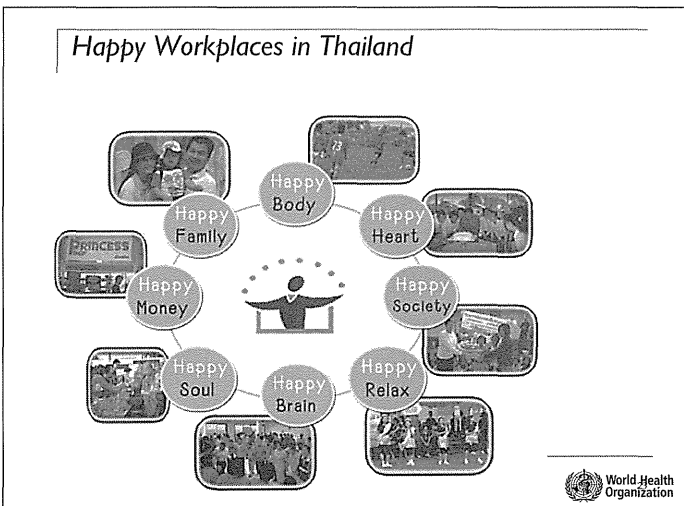 Happy Workplaces in Thailand
Happy
Body
Happy
Heart
Happy
Society
Happy
Relax
Happy
Brain
Happy
Soul
Happy
Money
Happy
Family
PRINCESS
73
World Health
Organization